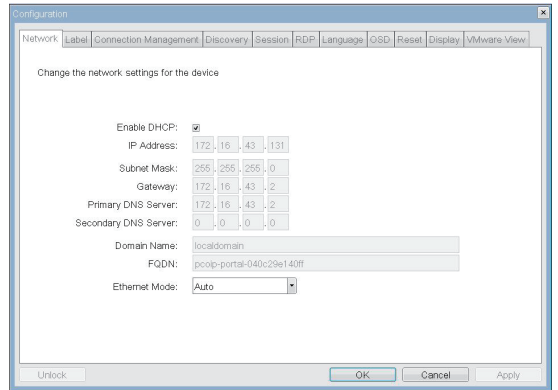 Configuration
Network Label Connection Management Discovery Session RDP Language OSD Reset Display VMware View
Change the network settings for the device
Enable DHCP:
IP Address: 172 . 16 . 43 . 131
Subnet Mask: 255 . 255 . 255 . 0
Gateway: 172 . 16 . 43 . 2
Primary DNS Server: 172 . 16 . 43 . 2
Secondary DNS Server: 0 . 0 . 0 . 0
Domain Name: localdomain
FQDN: pcoip-portal-040c29e140ff
Ethernet Mode: Auto
Unlock OK Cancel Apply